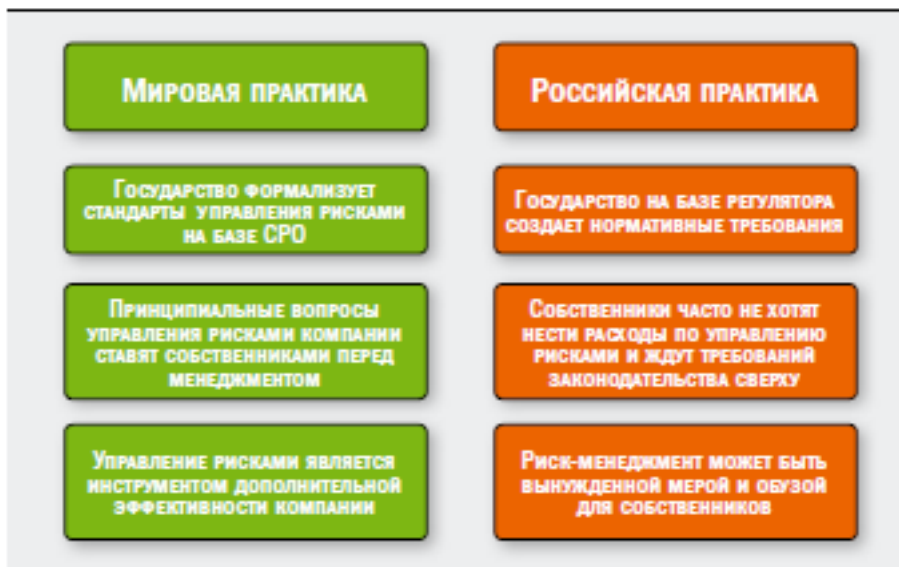 Мировая практика
Российская практика
Государство формализует
стандарты управления рисками
на базе СРО
Государство на базе регулятора
создает нормативные требования
Принципиальные вопросы
управления рисками компании
ставят собственниками перед
менеджментом
Собственники часто не хотят
нести расходы по управлению
рисками и ждут требований
законодательства сверху
Управление рисками является
инструментом дополнительной
эффективности компании
Риск-менеджмент может быть
вынужденной мерой и обузой
для собственников